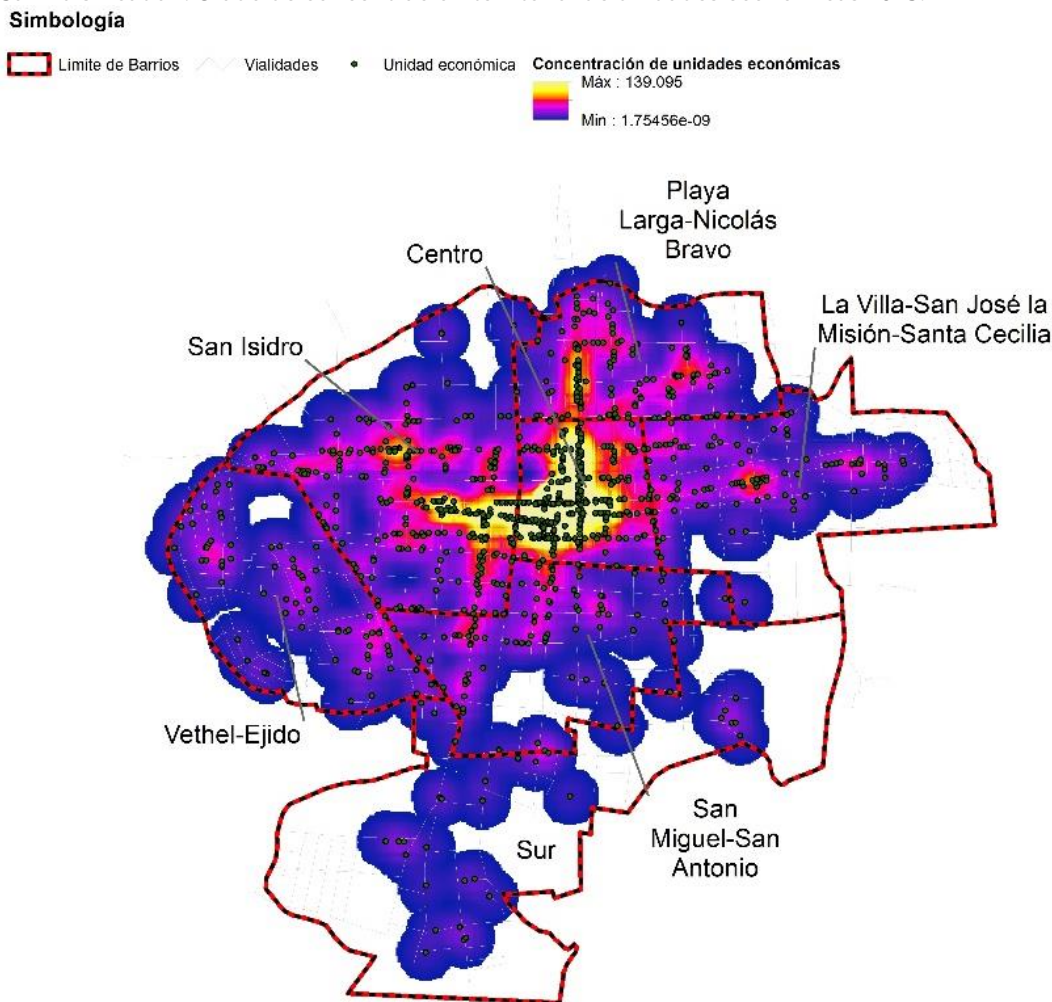 Simbología
Límite de Barrios Vialidades Unidad económica Concentración de unidades económicas
Máx : 139.095
Min : 1.75456e-09
Playa
Larga-Nicolás
Bravo
Centro
La Villa-San José la
Misión-Santa Cecilia
San Isidro
Vethel-Ejido
San
Miguel-San
Antonio
Sur